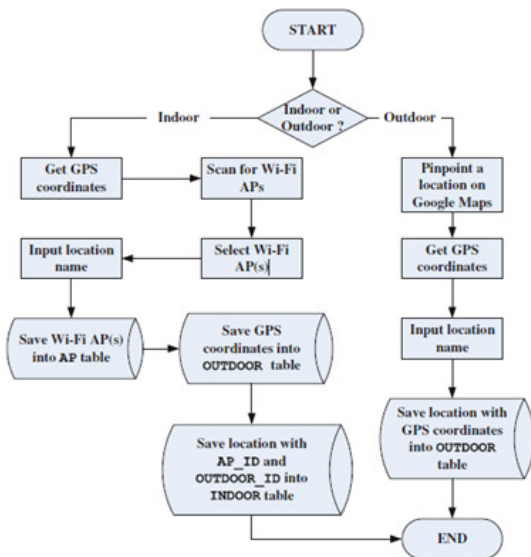 START
Indoor or
Outdoor ?
Indoor
Outdoor
Get GPS
coordinates
Scan for Wi-Fi
APs
Pinpoint a
location on
Google Maps
Input location
name
Select Wi-Fi
AP(s)
Get GPS
coordinates
Save Wi-Fi AP(s)
into AP table
Save GPS
coordinates into
OUTDOOR table
Input location
name
Save location with
AP_ID and
OUTDOOR_ID into
INDOOR table
Save location with
GPS coordinates
into OUTDOOR
table
END